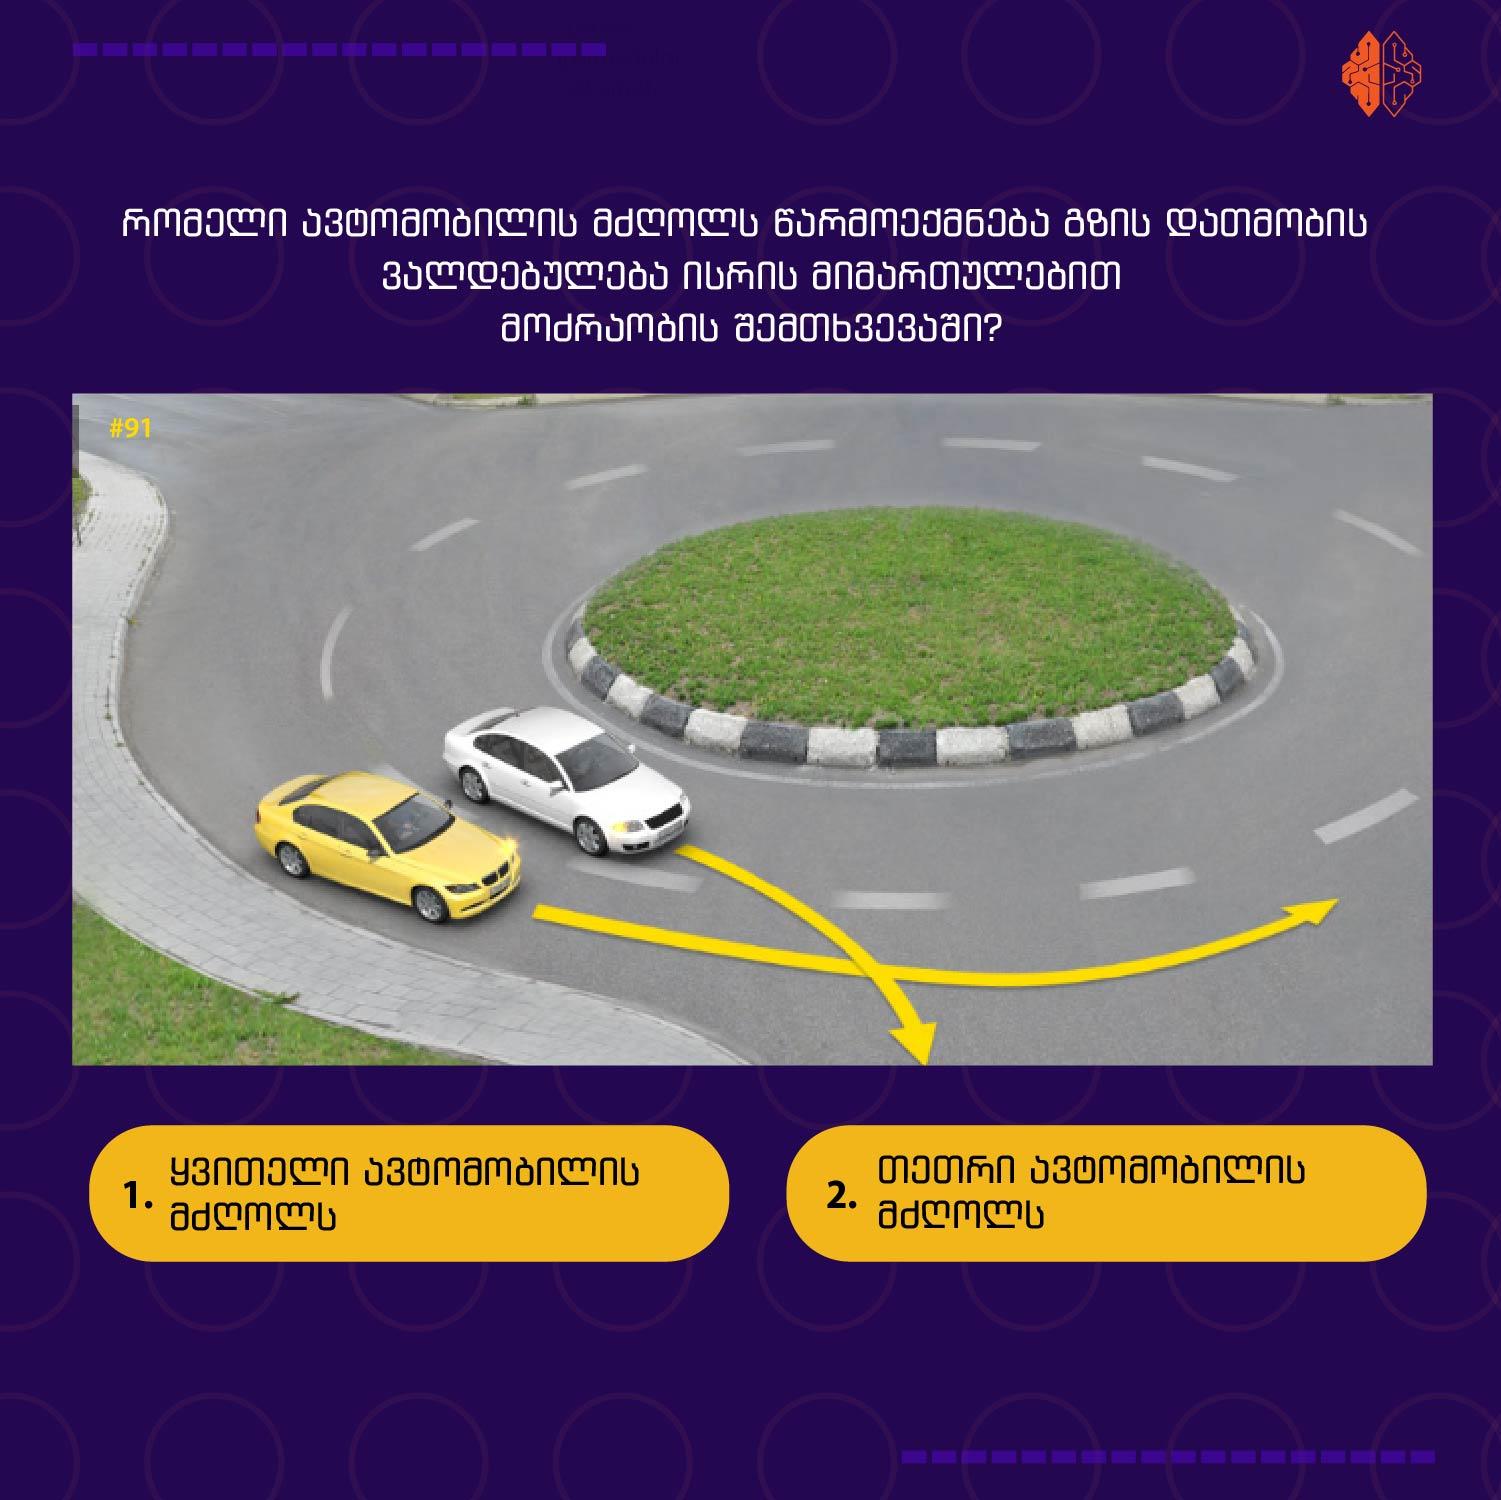 რომელი ავტომობილის მძღოლს წარმოექმნება გზის დათმობის
ვალდებულება ისრის მიმართულებით
მოძრაობის შემთხვევაში?
#91
1. ყვითელი ავტომობილის
მძღოლს
2. თეთრი ავტომობილის
მძღოლს